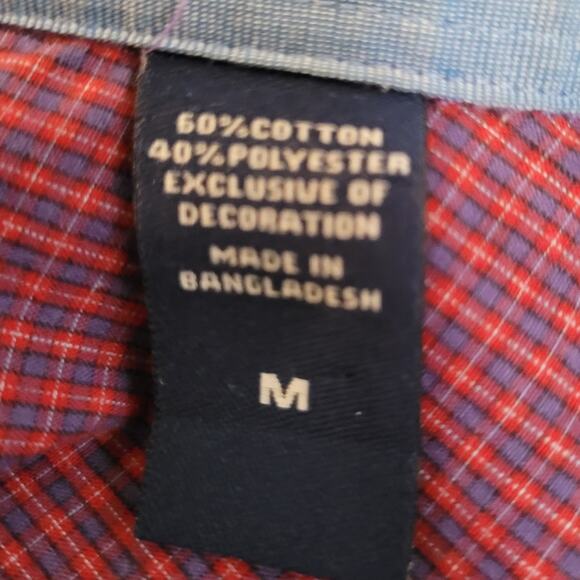 60%COTTON
40%POLYESTER
EXCLUSIVE OF
DECORATION
MADE IN
BANGLADESH
M